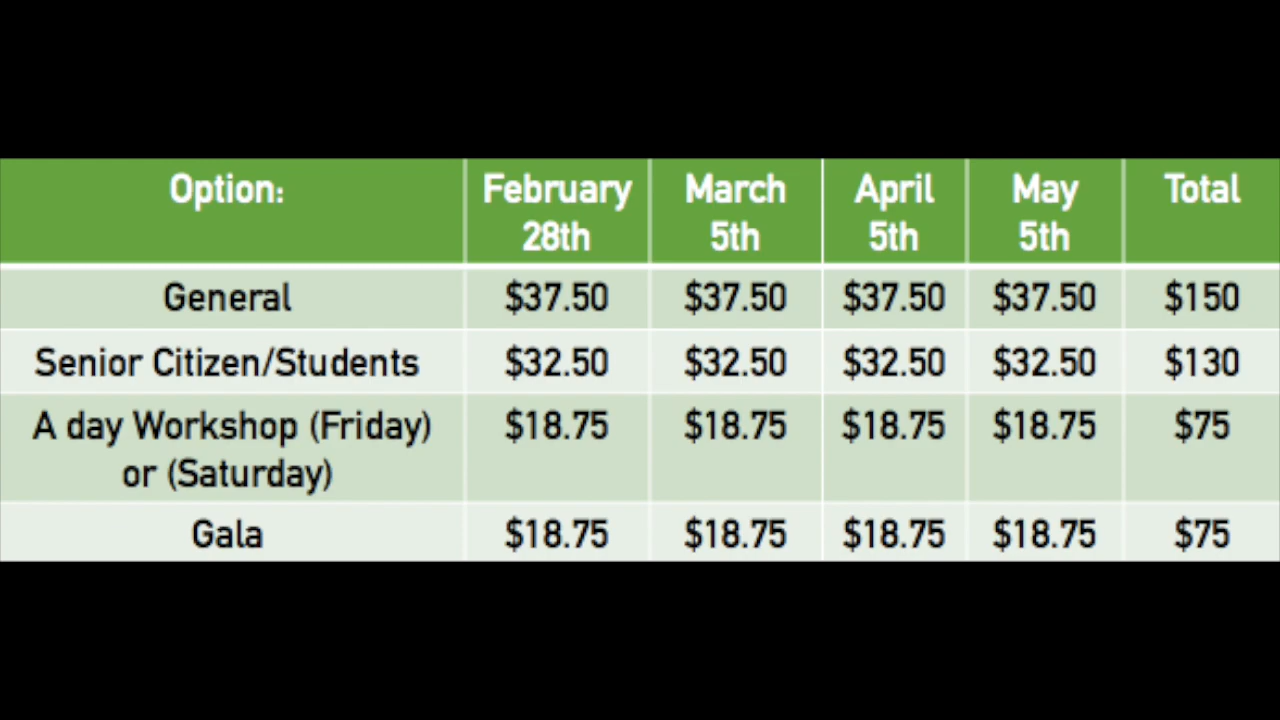 Option: February March April May Total
28th 5th 5th 5th
General $37.50 $37.50 $37.50 $37.50 $150
Senior Citizen/Students $32.50 $32.50 $32.50 $32.50 $130
A day Workshop (Friday) $18.75 $18.75 $18.75 $18.75 $75
or (Saturday)
Gala $18.75 $18.75 $18.75 $18.75 $75